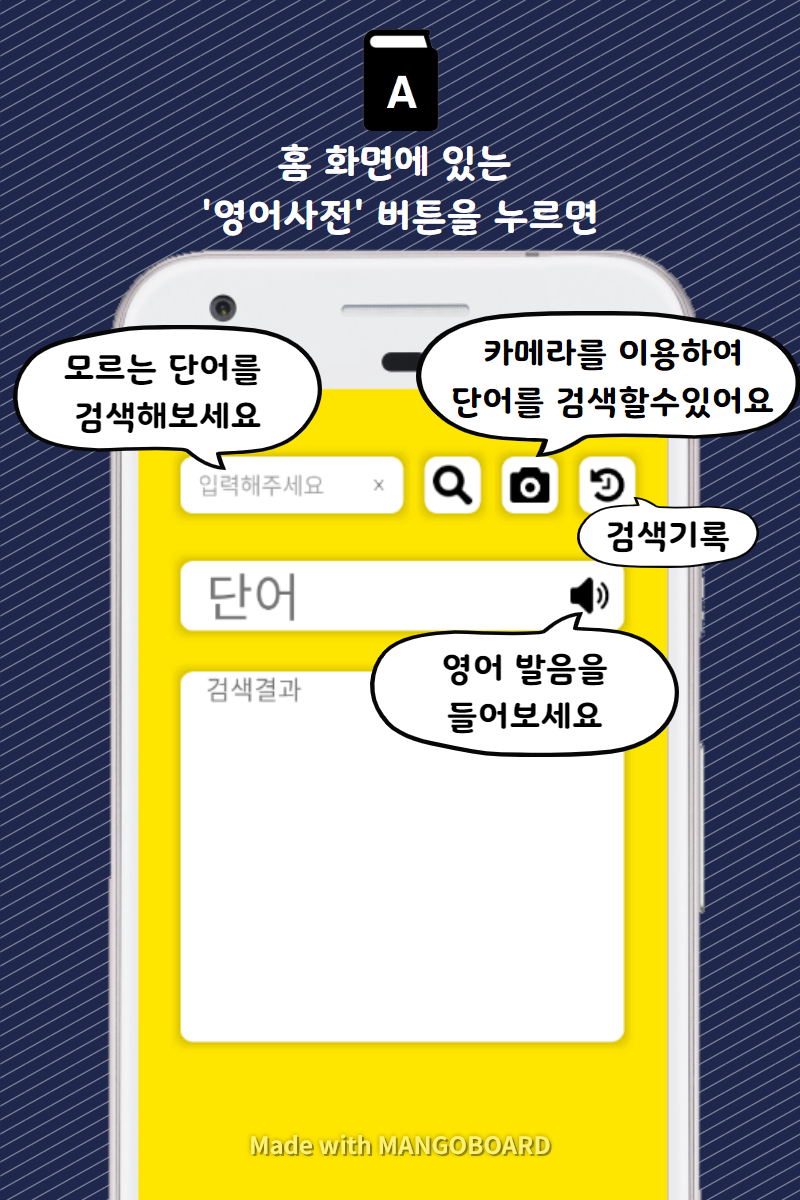 A
홈 화면에 있는
'영어사전' 버튼을 누르면
모르는 단어를
검색해보세요
카메라를 이용하여
단어를 검색할수있어요
입력해주세요 x
검색기록
단어
영어 발음을
들어보세요
검색결과
Made with MANGOBOARD